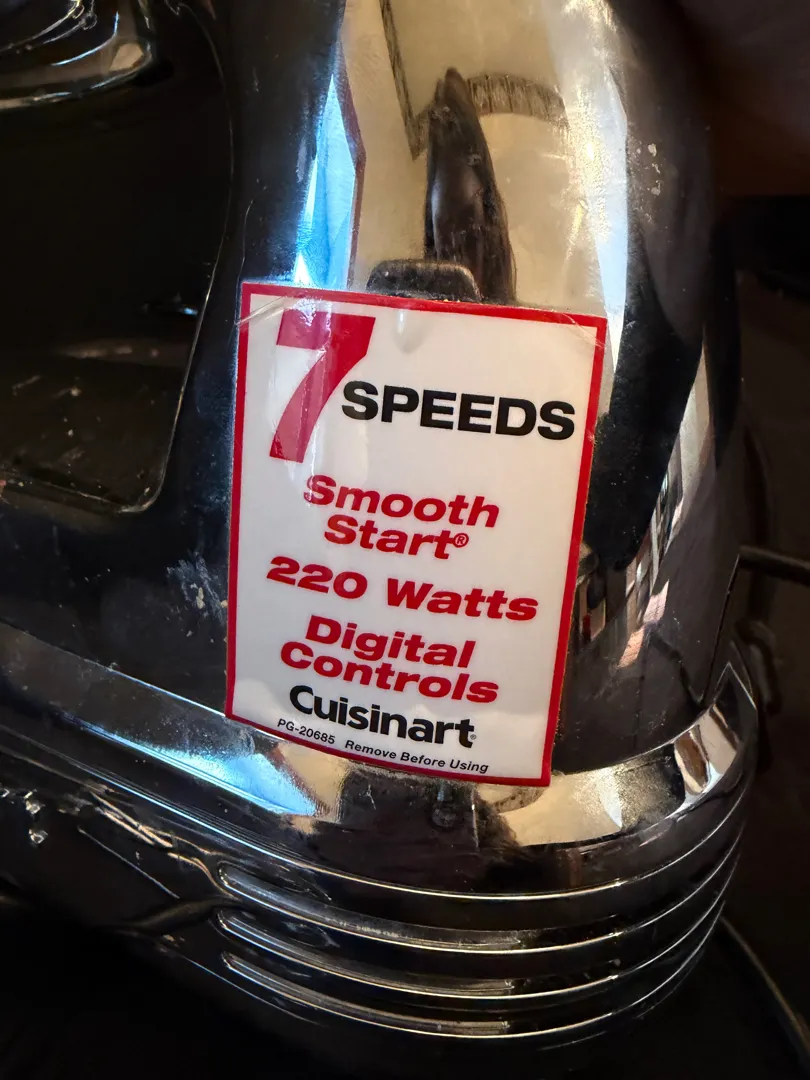 7 SPEEDS
Smooth
Start®
220 Watts
Digital
Controls
Cuisinart®
PG-20685 Remove Before Using